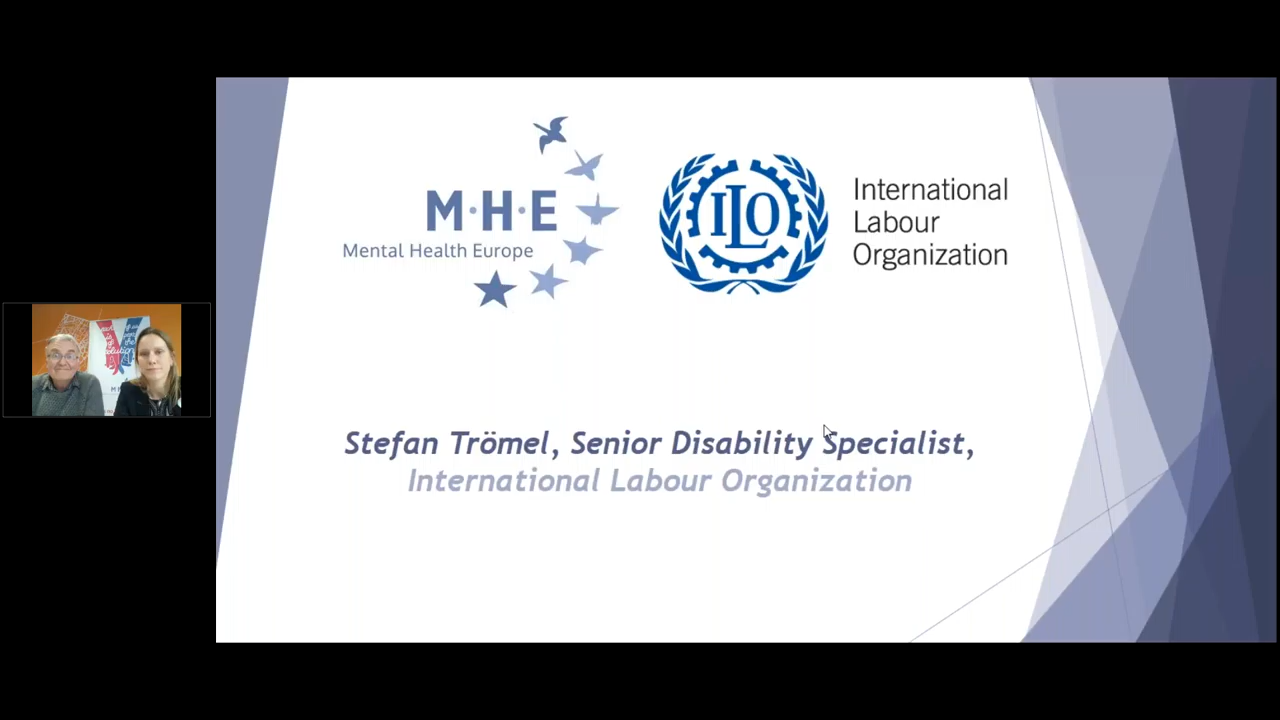 M·H·E
Mental Health Europe
ILO
International
Labour
Organization
Stefan Trömel, Senior Disability Specialist,
International Labour Organization